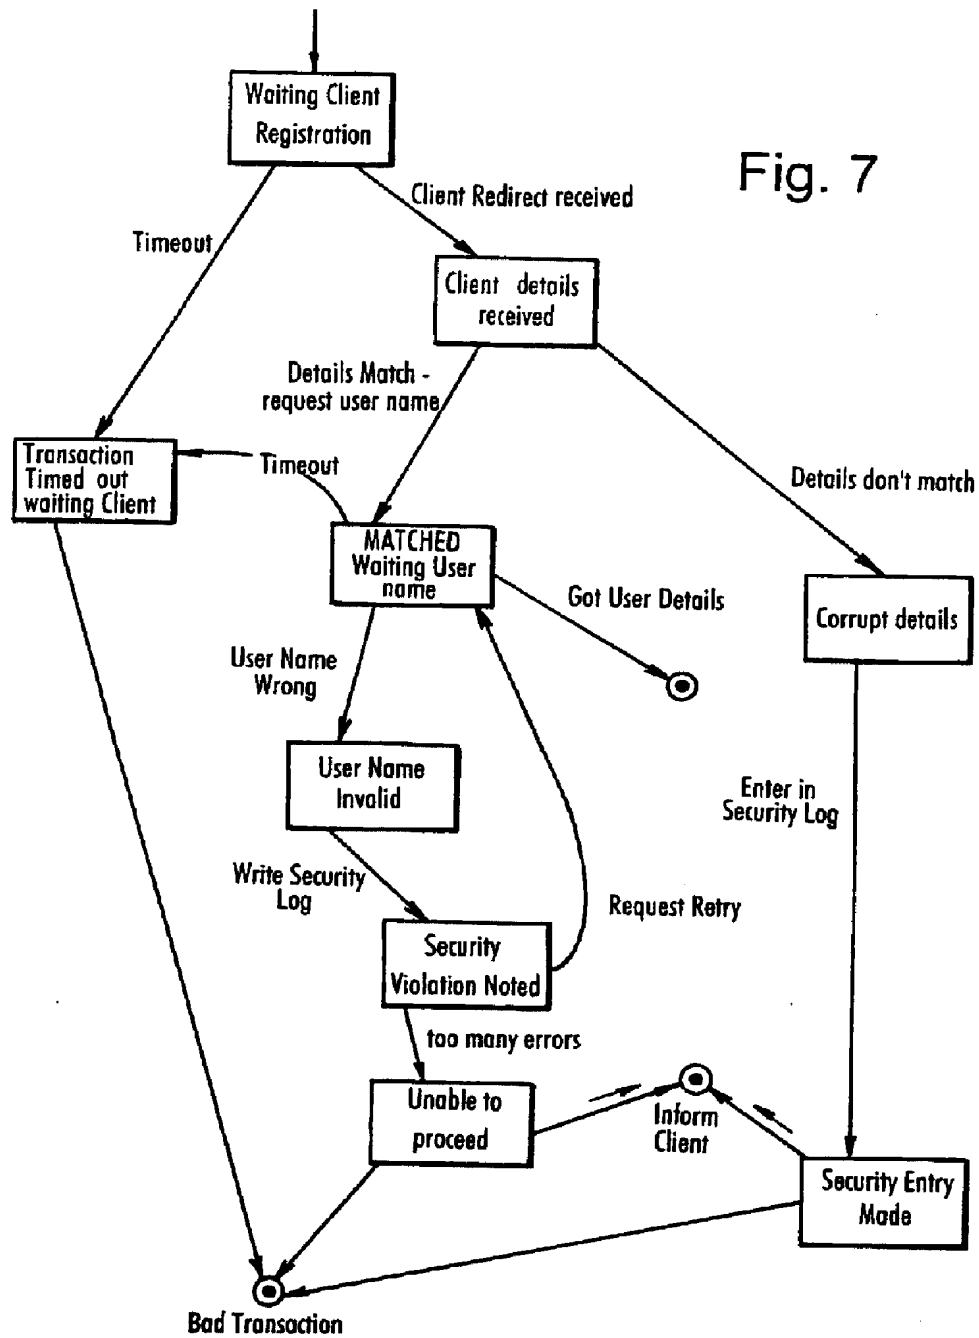 Waiting Client
Registration
Fig. 7
Client Redirect received
Timeout
Client details
received
Details Match -
request user name
Transaction
Timed out
waiting Client
Timeout
Details don't match
MATCHED
Waiting User
name
Got User Details
Corrupt details
User Name
Wrong
User Name
Invalid
Enter in
Security Log
Write Security
Log
Request Retry
Security
Violation Noted
too many errors
Unable to
proceed
Inform
Client
Security Entry
Made
Bad Transaction